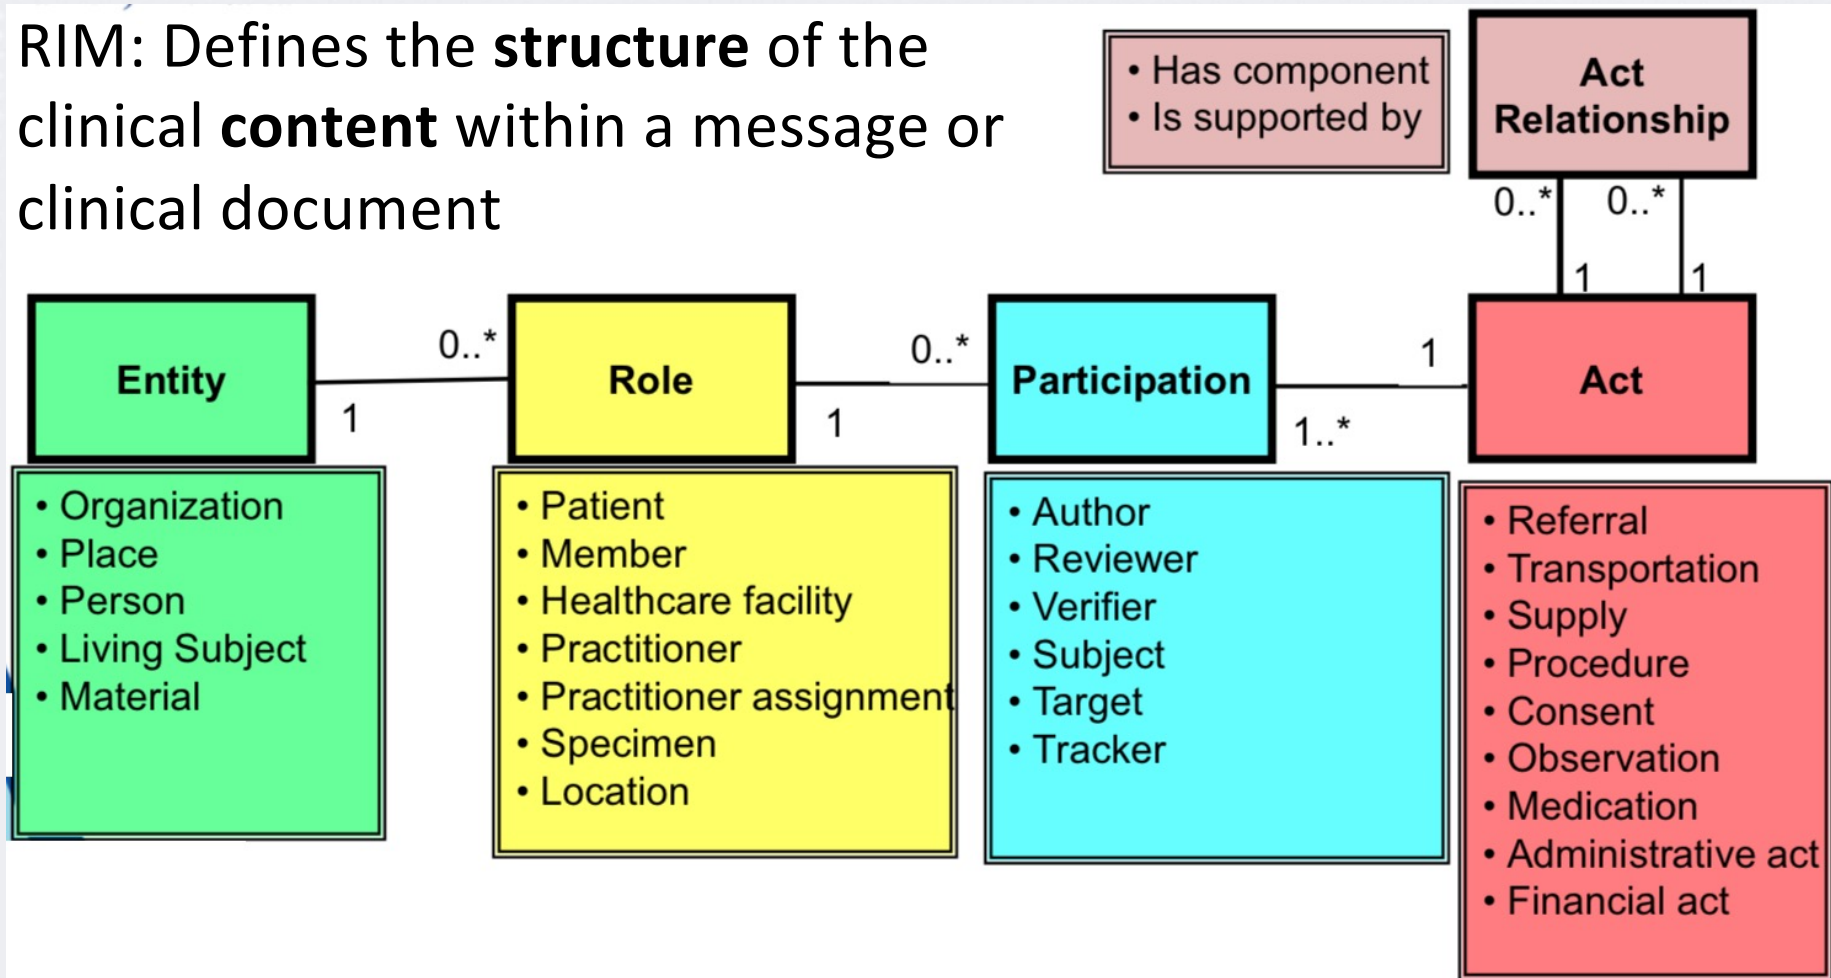 RIM: Defines the structure of the
clinical content within a message or
clinical document
• Has component
• Is supported by
Act
Relationship
0..*
0..*
1
1
Entity
0..*
1
Role
0..*
1
Participation
1
1..*
Act
• Organization
• Place
• Person
• Living Subject
• Material
• Patient
• Member
• Healthcare facility
• Practitioner
• Practitioner assignment
• Specimen
• Location
• Author
• Reviewer
• Verifier
• Subject
• Target
• Tracker
• Referral
• Transportation
• Supply
• Procedure
• Consent
• Observation
• Medication
• Administrative act
• Financial act